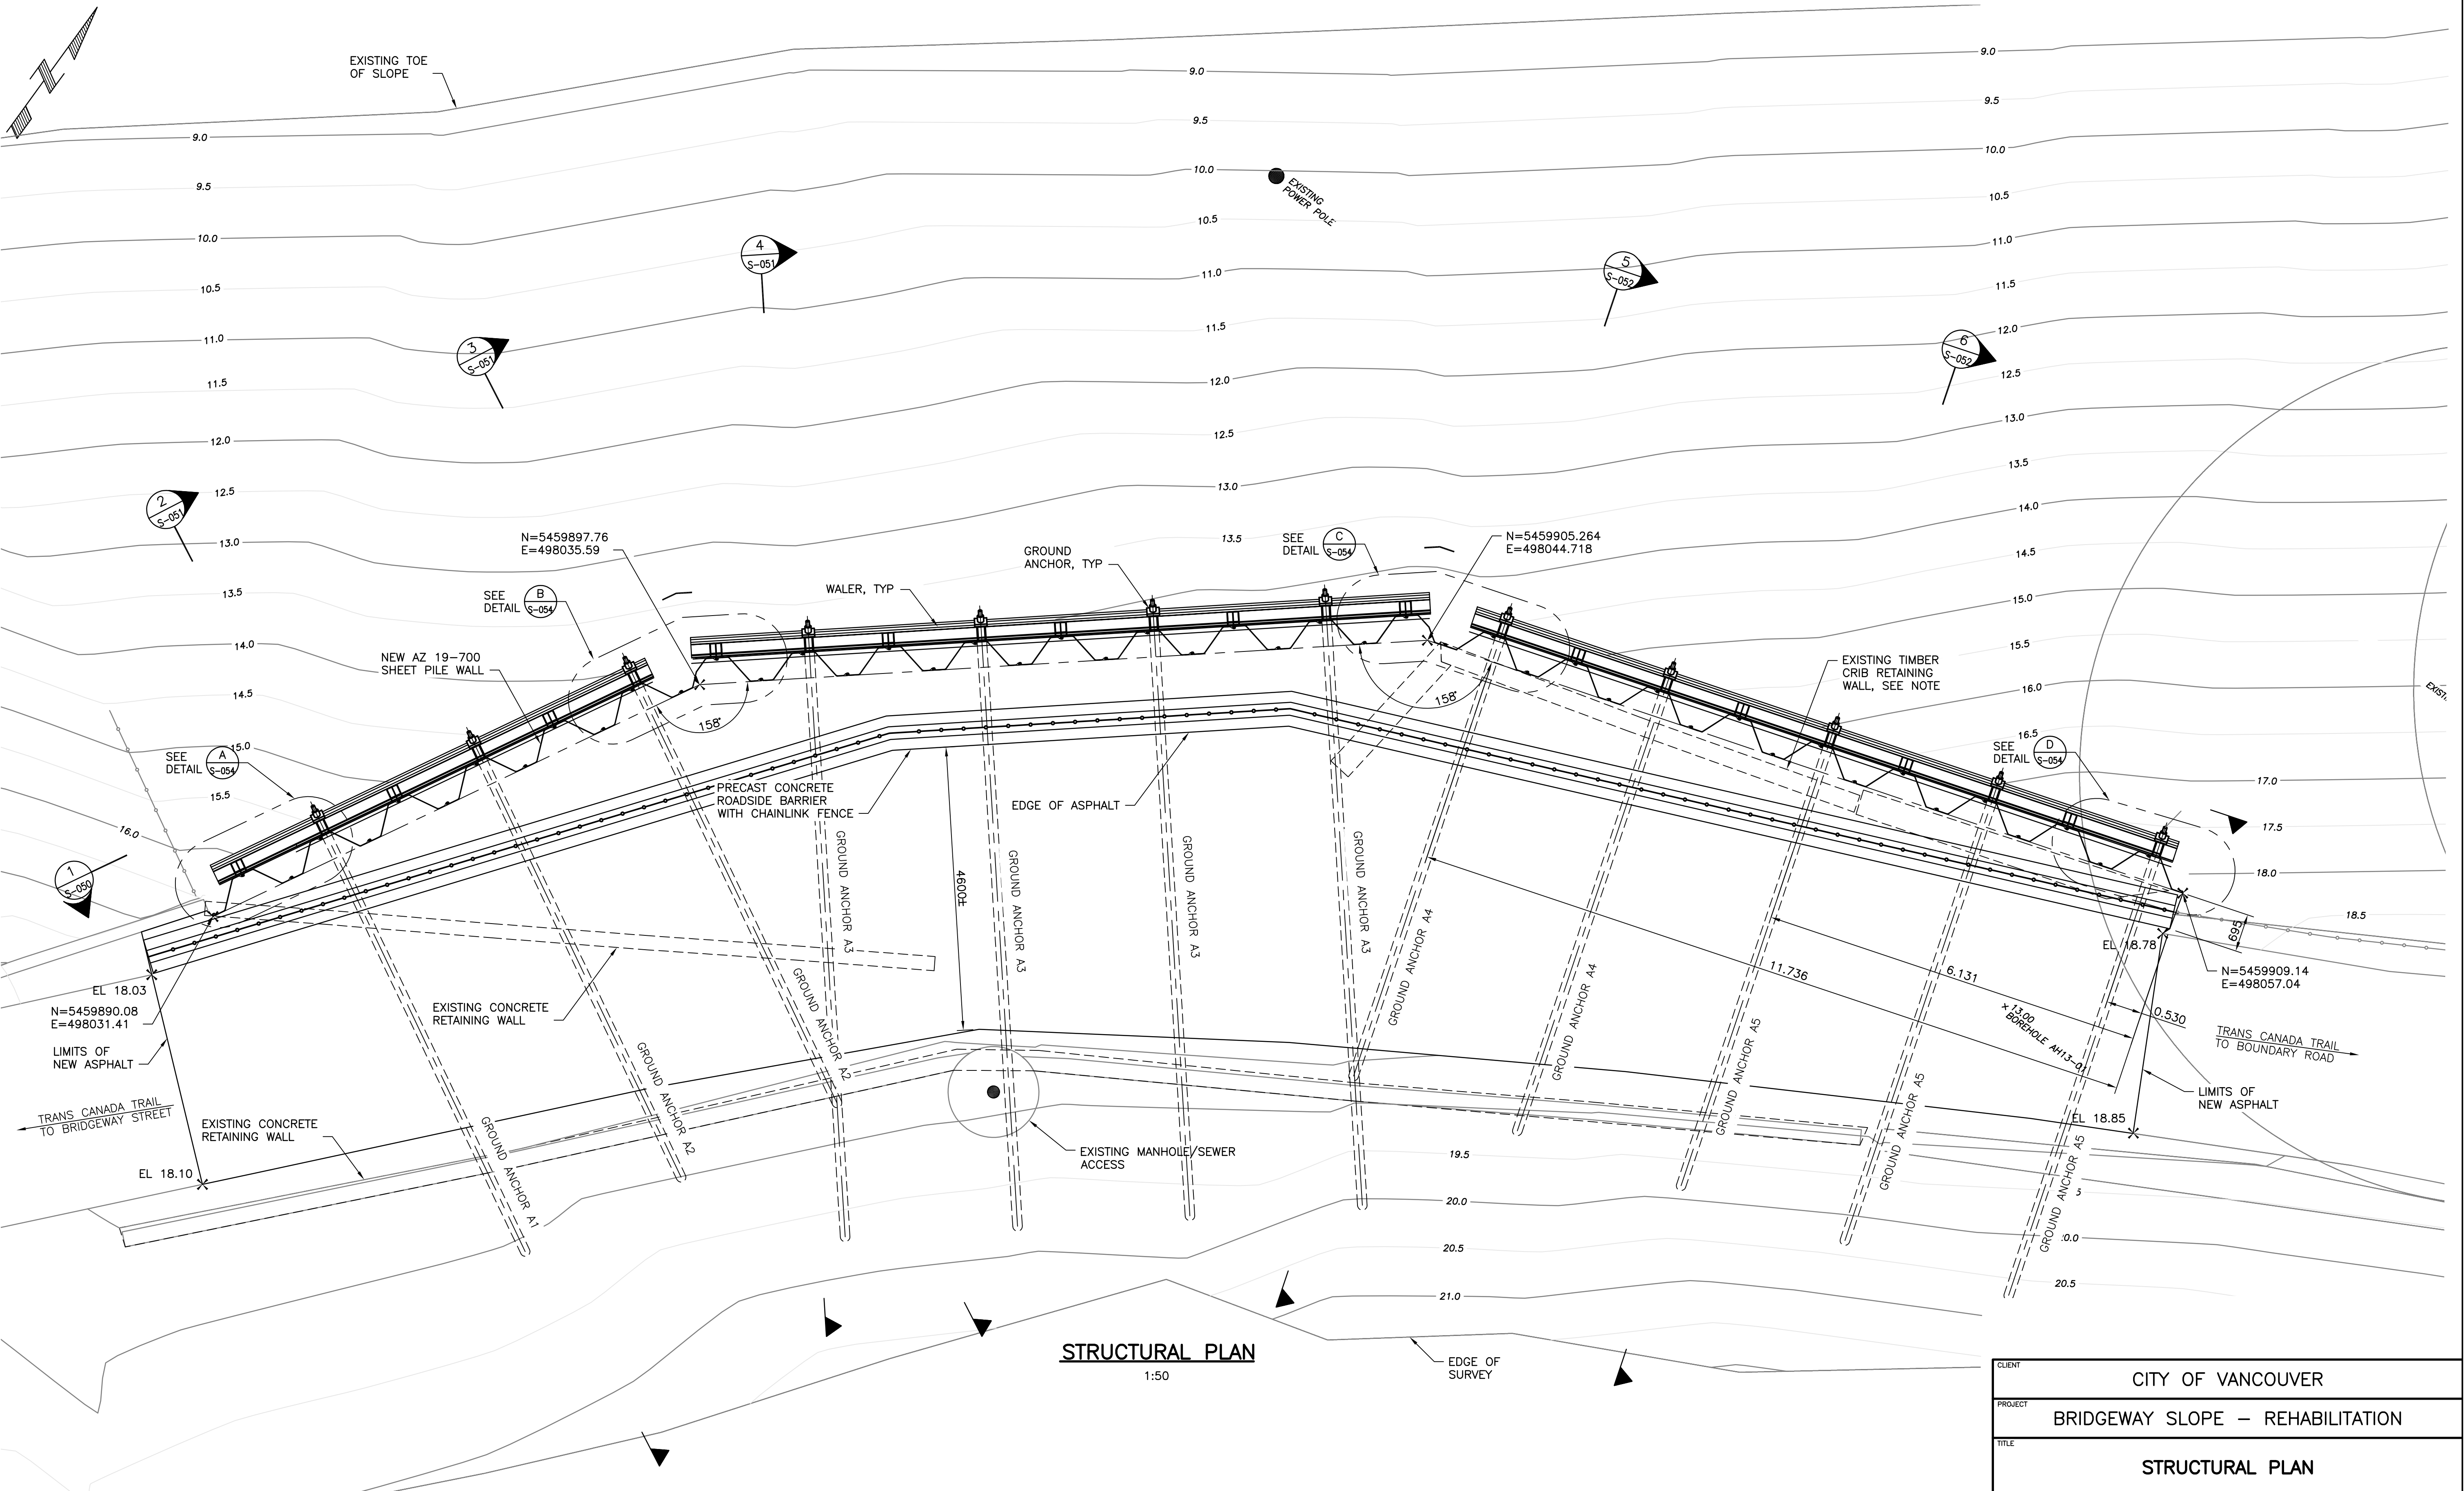 EXISTING TOE
OF SLOPE
9.0
9.5
10.0
10.5
11.0
11.5
12.0
12.5
13.0
13.5
14.0
14.5
15.0
15.5
16.0
9.0
9.5
10.0
10.5
11.0
11.5
12.0
12.5
13.0
13.5
9.0
9.5
10.0
10.5
11.0
11.5
12.0
12.5
13.0
13.5
14.0
14.5
15.0
15.5
16.0
16.5
17.0
17.5
18.0
18.5
EXISTING
POWER POLE
4
S-051
3
S-051
2
S-051
5
S-052
6
S-052
1
S-050
N=5459897.76
E=498035.59
SEE
DETAIL
B
S-054
NEW AZ 19-700
SHEET PILE WALL
SEE
DETAIL
A
S-054
WALER, TYP
GROUND
ANCHOR, TYP
SEE
DETAIL
C
S-054
N=5459905.264
E=498044.718
EXISTING TIMBER
CRIB RETAINING
WALL, SEE NOTE
SEE
DETAIL
D
S-054
158°
158°
PRECAST CONCRETE
ROADSIDE BARRIER
WITH CHAINLINK FENCE
EDGE OF ASPHALT
4600±
EL 18.03
N=5459890.08
E=498031.41
LIMITS OF
NEW ASPHALT
TRANS CANADA TRAIL
TO BRIDGEWAY STREET
EXISTING CONCRETE
RETAINING WALL
EXISTING CONCRETE
RETAINING WALL
EL 18.10
GROUND ANCHOR A1
GROUND ANCHOR A2
GROUND ANCHOR A2
GROUND ANCHOR A3
GROUND ANCHOR A3
GROUND ANCHOR A3
GROUND ANCHOR A3
GROUND ANCHOR A4
GROUND ANCHOR A4
GROUND ANCHOR A5
GROUND ANCHOR A5
GROUND ANCHOR A5
11.736
6.131
0.530
695
EL 18.78
N=5459909.14
E=498057.04
×13.00
BOREHOLE AH13-01
TRANS CANADA TRAIL
TO BOUNDARY ROAD
LIMITS OF
NEW ASPHALT
EL 18.85
EXISTING MANHOLE/SEWER
ACCESS
19.5
20.0
20.5
21.0
20.5
EDGE OF
SURVEY
STRUCTURAL PLAN
1:50
CLIENT
CITY OF VANCOUVER
PROJECT
BRIDGEWAY SLOPE – REHABILITATION
TITLE
STRUCTURAL PLAN